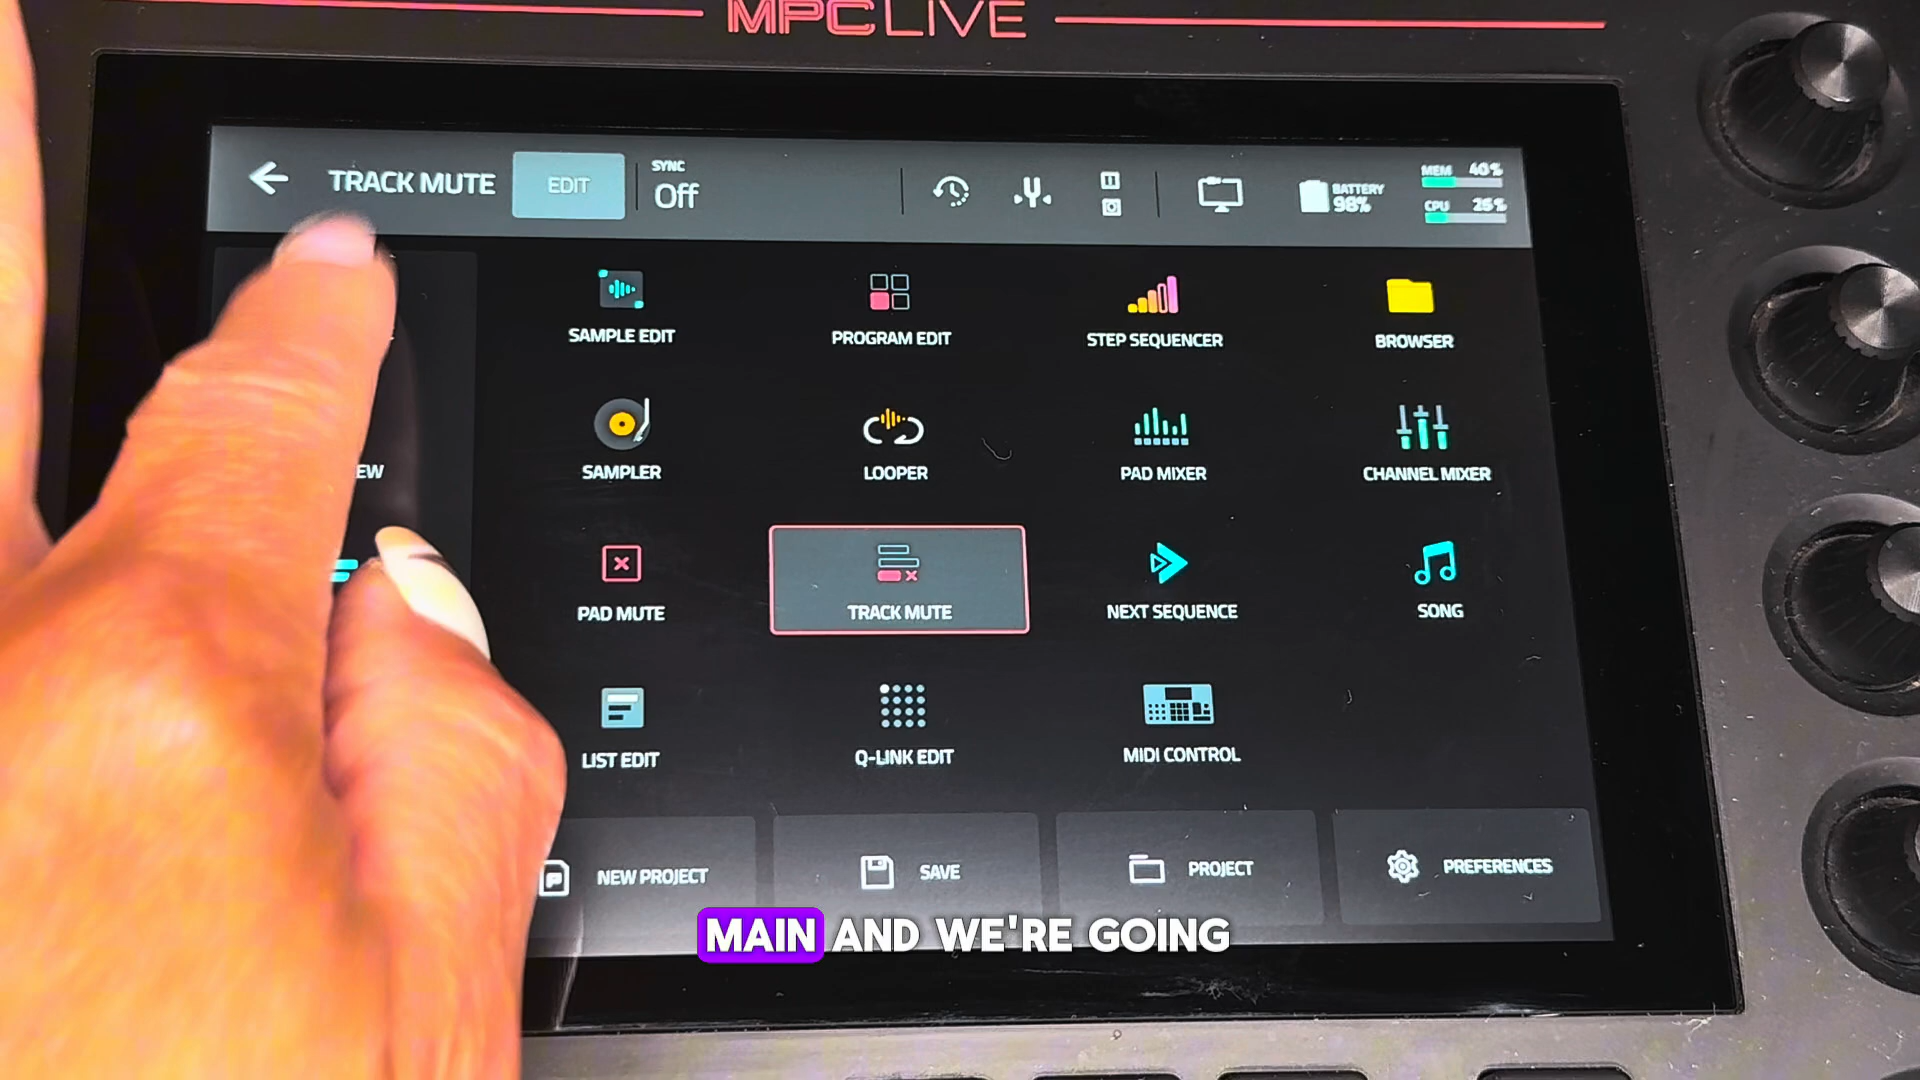 MPC LIVE
TRACK MUTE EDIT SYNC Off BATTERY 98% MEM 40% CPU 25%
SAMPLE EDIT PROGRAM EDIT STEP SEQUENCER BROWSER
SAMPLER LOOPER PAD MIXER CHANNEL MIXER
PAD MUTE TRACK MUTE NEXT SEQUENCE SONG
LIST EDIT Q-LINK EDIT MIDI CONTROL
NEW PROJECT SAVE PROJECT PREFERENCES
MAIN AND WE'RE GOING